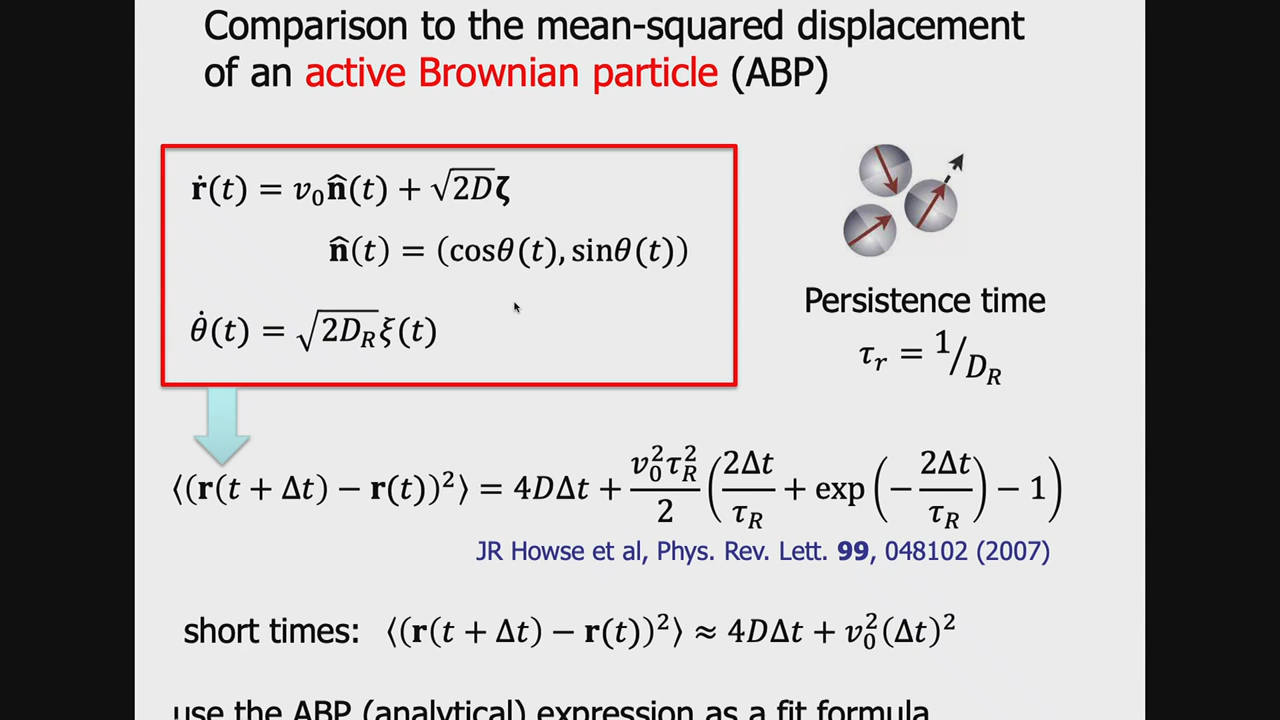 Comparison to the mean-squared displacement
of an active Brownian particle (ABP)
ṙ(t) = v₀n̂(t) + √2D ζ
n̂(t) = (cosθ(t), sinθ(t))
θ̇(t) = √2D_R ξ(t)
Persistence time
τᵣ = 1/D_R
⟨(r(t + Δt) − r(t))²⟩ = 4DΔt + v₀²τ_R²/2 (2Δt/τ_R + exp(−2Δt/τ_R) − 1)
JR Howse et al, Phys. Rev. Lett. 99, 048102 (2007)
short times: ⟨(r(t + Δt) − r(t))²⟩ ≈ 4DΔt + v₀²(Δt)²
use the ABP (analytical) expression as a fit formula